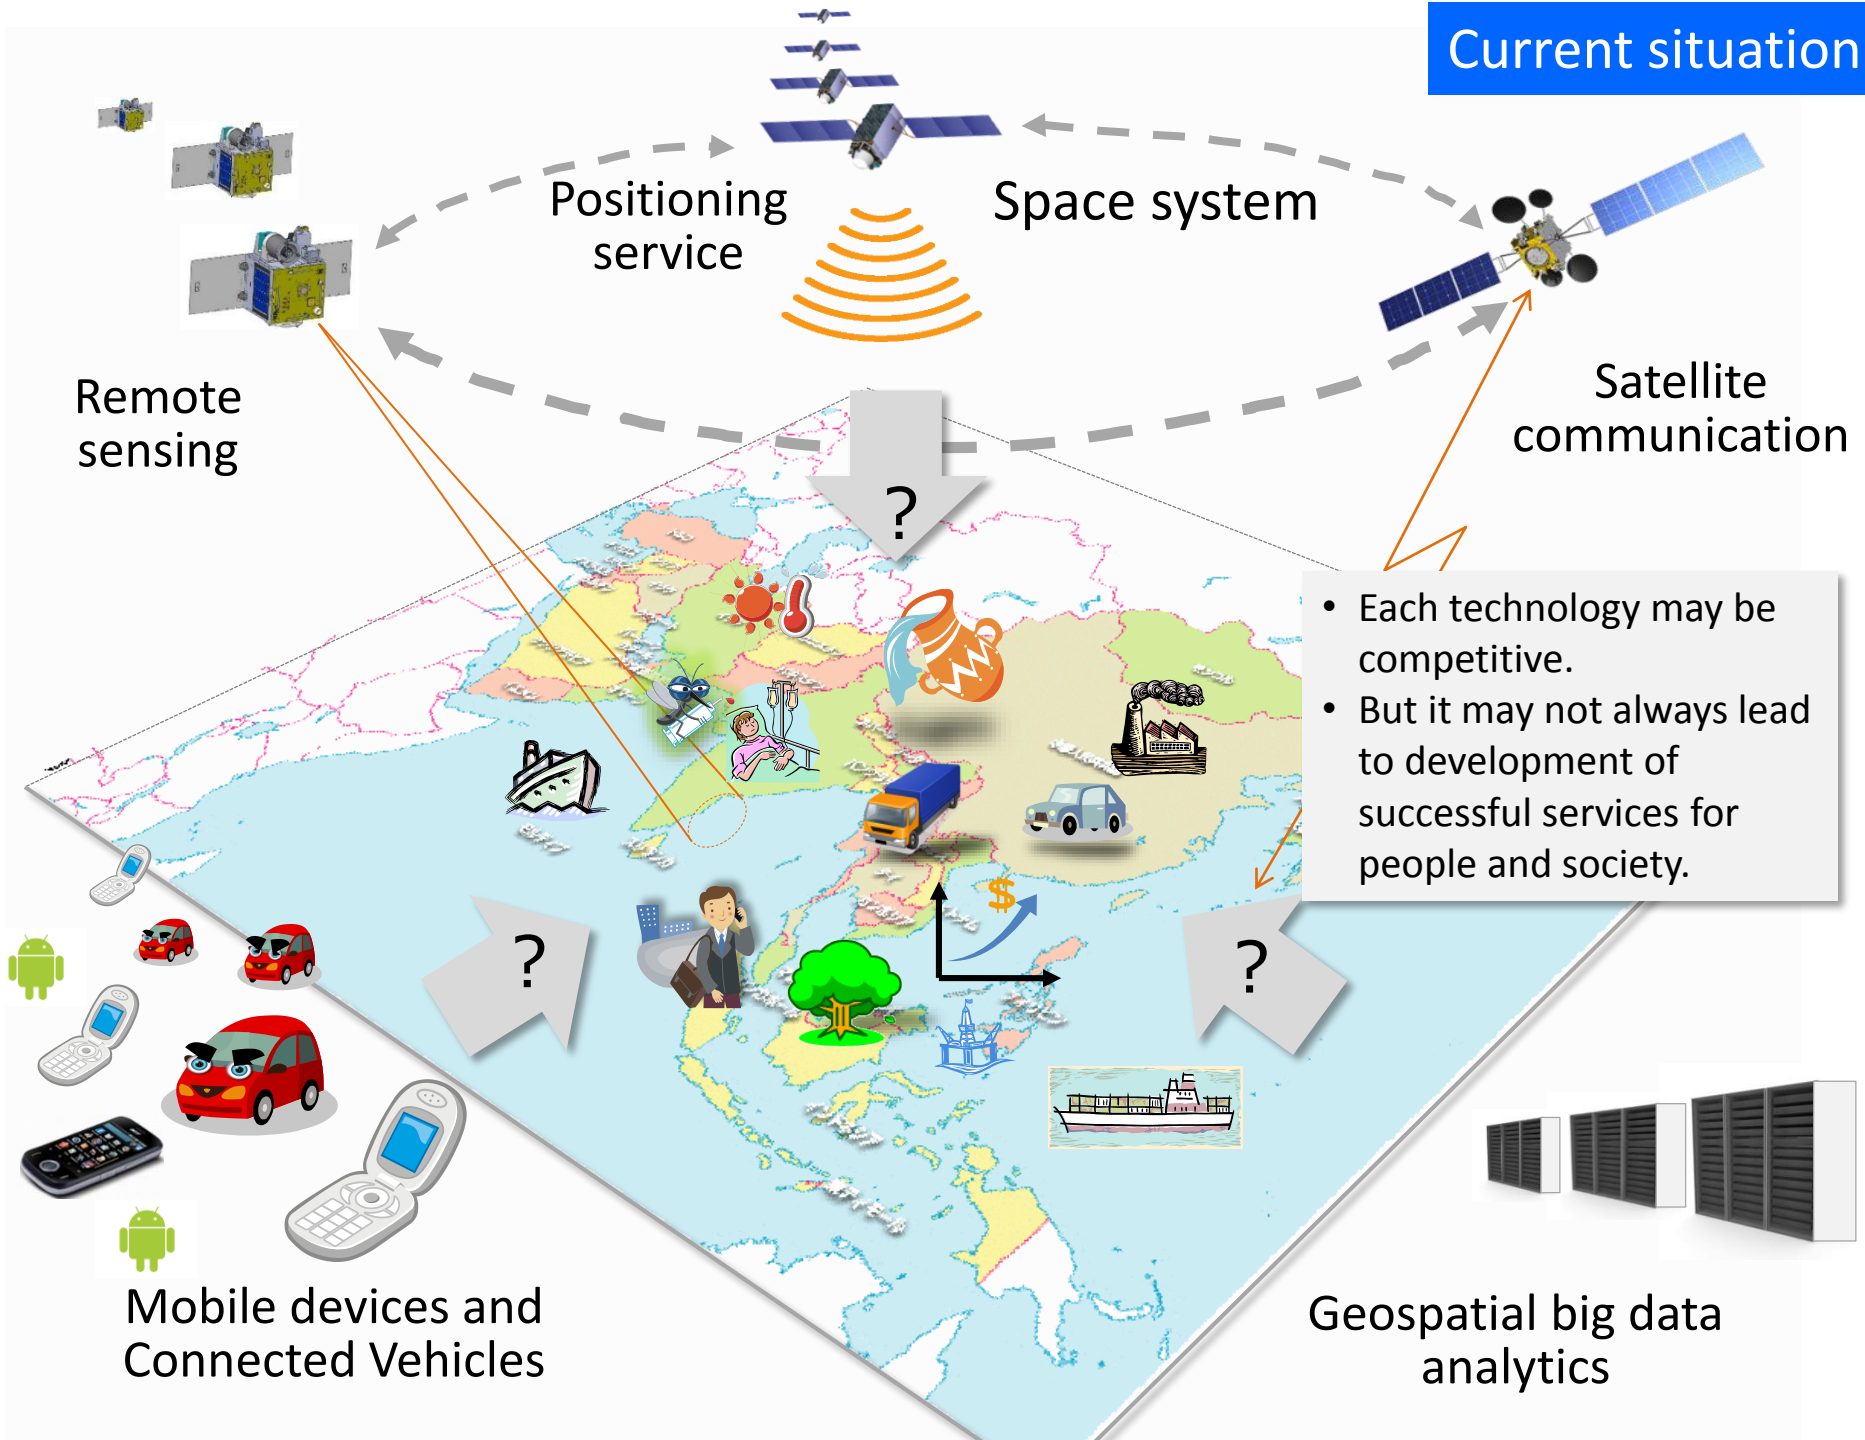 Current situation
Positioning
service
Space system
Remote
sensing
Satellite
communication
?
• Each technology may be
competitive.
• But it may not always lead
to development of
successful services for
people and society.
$
?
?
Mobile devices and
Connected Vehicles
Geospatial big data
analytics